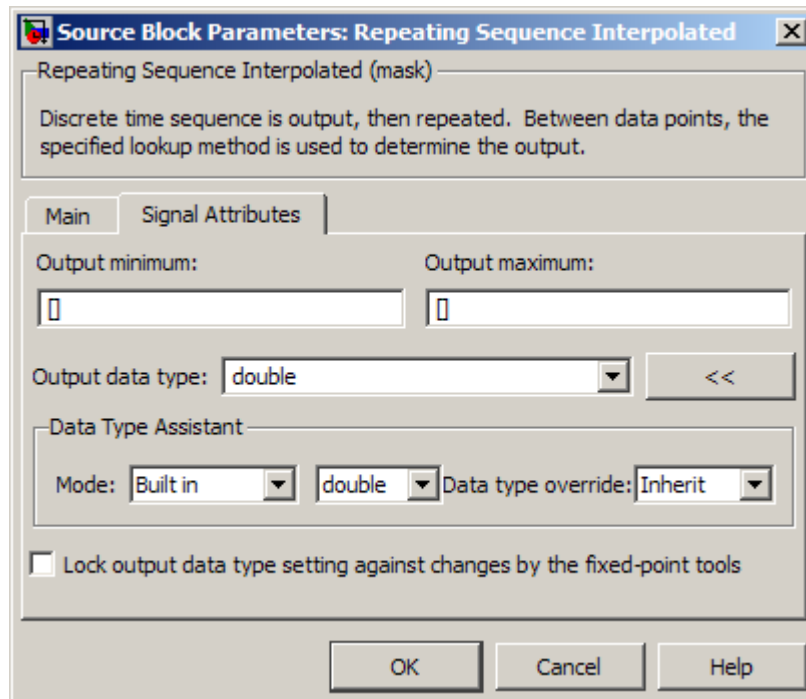 Source Block Parameters: Repeating Sequence Interpolated
Repeating Sequence Interpolated (mask)
Discrete time sequence is output, then repeated.  Between data points, the
specified lookup method is used to determine the output.
Main
Signal Attributes
Output minimum:
Output maximum:
[]
[]
Output data type:
double
<<
Data Type Assistant
Mode:
Built in
double
Data type override:
Inherit
Lock output data type setting against changes by the fixed-point tools
OK
Cancel
Help